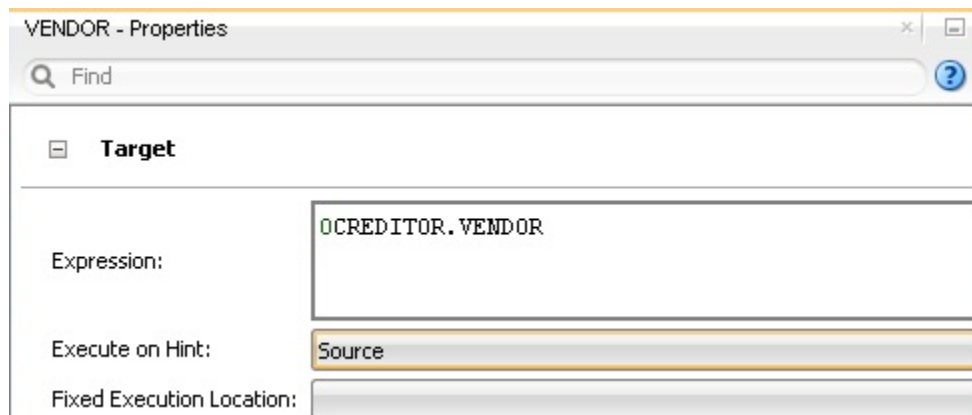 VENDOR - Properties
Find
Target
Expression:
0CREDITOR.VENDOR
Execute on Hint:
Source
Fixed Execution Location: